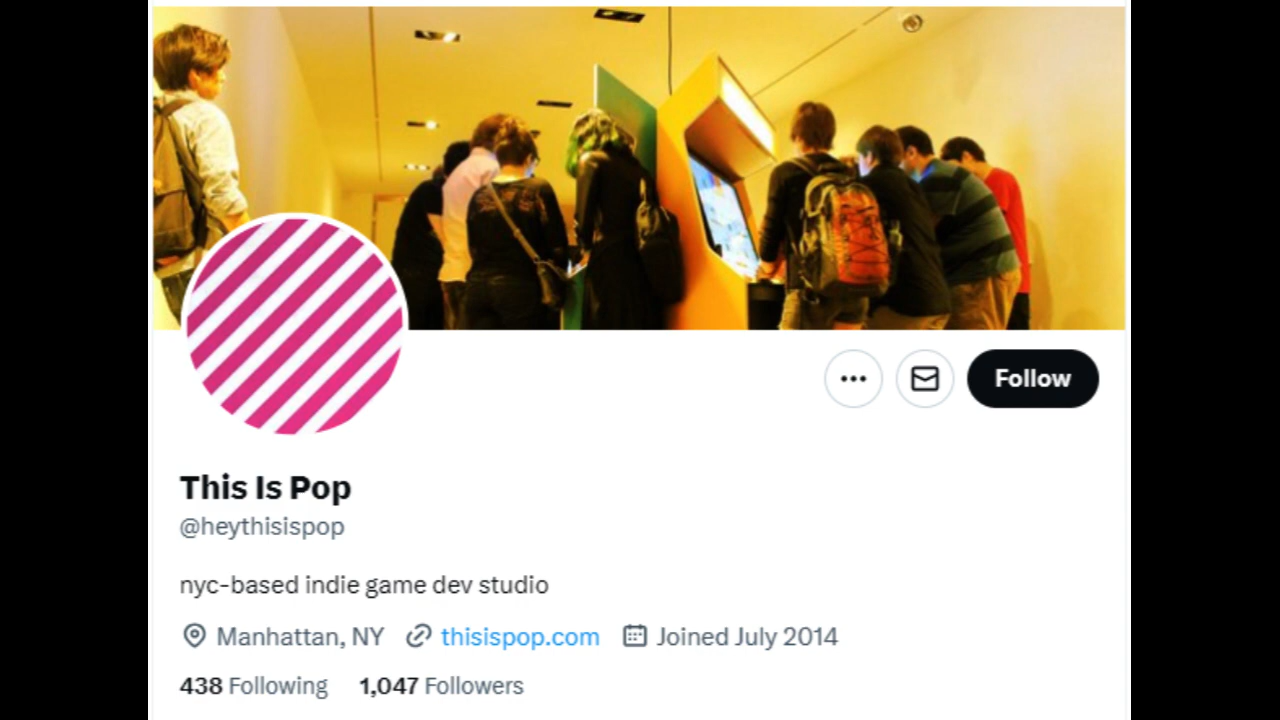 Follow
This Is Pop
@heythisispop
nyc-based indie game dev studio
Manhattan, NY thisispop.com Joined July 2014
438 Following 1,047 Followers